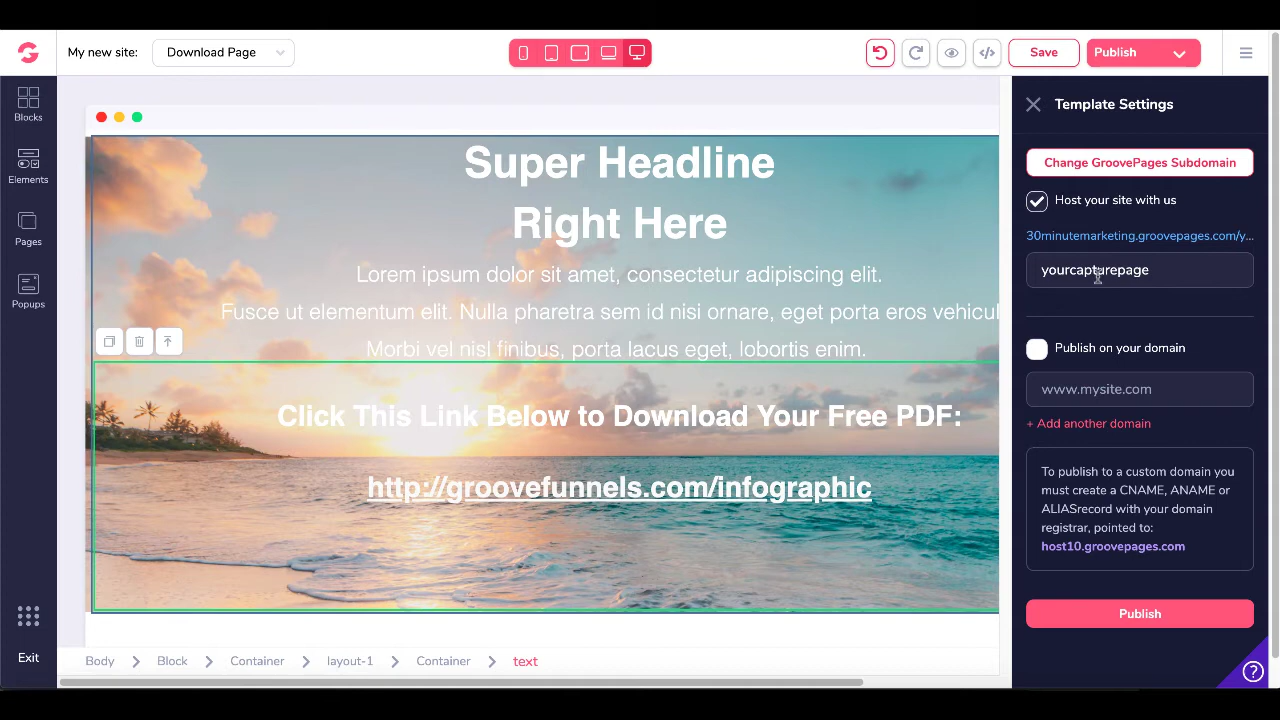 My new site:
Download Page
Save
Publish
Blocks
Elements
Pages
Popups
Exit
Super Headline
Right Here
Lorem ipsum dolor sit amet, consectetur adipiscing elit.
Fusce ut elementum elit. Nulla pharetra sem id nisi ornare, eget porta eros vehicul
Morbi vel nisl finibus, porta lacus eget, lobortis enim.
Click This Link Below to Download Your Free PDF:
http://groovefunnels.com/infographic
Body
Block
Container
layout-1
Container
text
Template Settings
Change GroovePages Subdomain
Host your site with us
30minutemarketing.groovepages.com/y...
yourcapturepage
Publish on your domain
www.mysite.com
+ Add another domain
To publish to a custom domain you
must create a CNAME, ANAME or
ALIASrecord with your domain
registrar, pointed to:
host10.groovepages.com
Publish